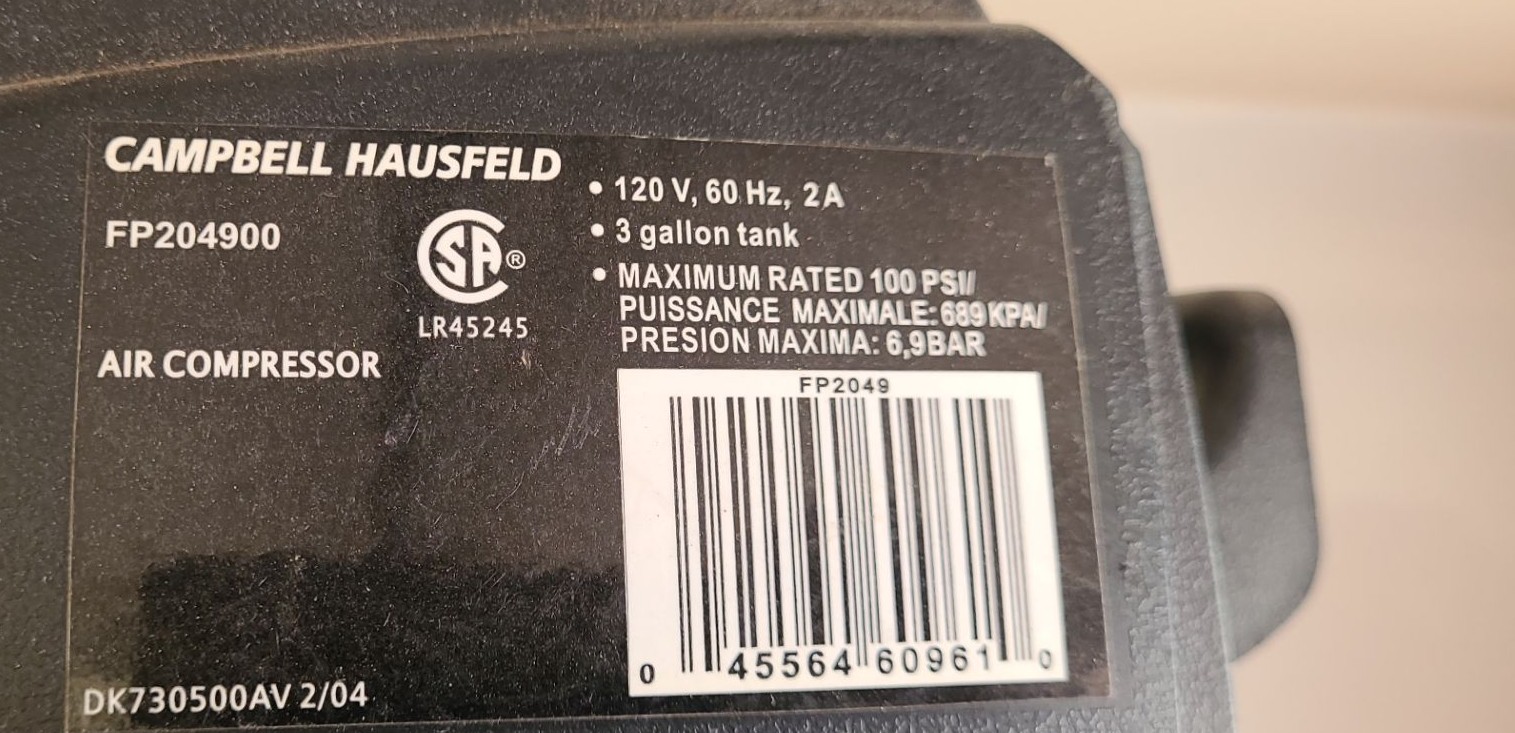 CAMPBELL HAUSFELD
FP204900
SA®
LR45245
AIR COMPRESSOR
• 120 V, 60 Hz, 2A
• 3 gallon tank
• MAXIMUM RATED 100 PSI/
PUISSANCE MAXIMALE: 689 KPA/
PRESION MAXIMA: 6,9BAR
FP2049
0 45564 60961 0
DK730500AV 2/04